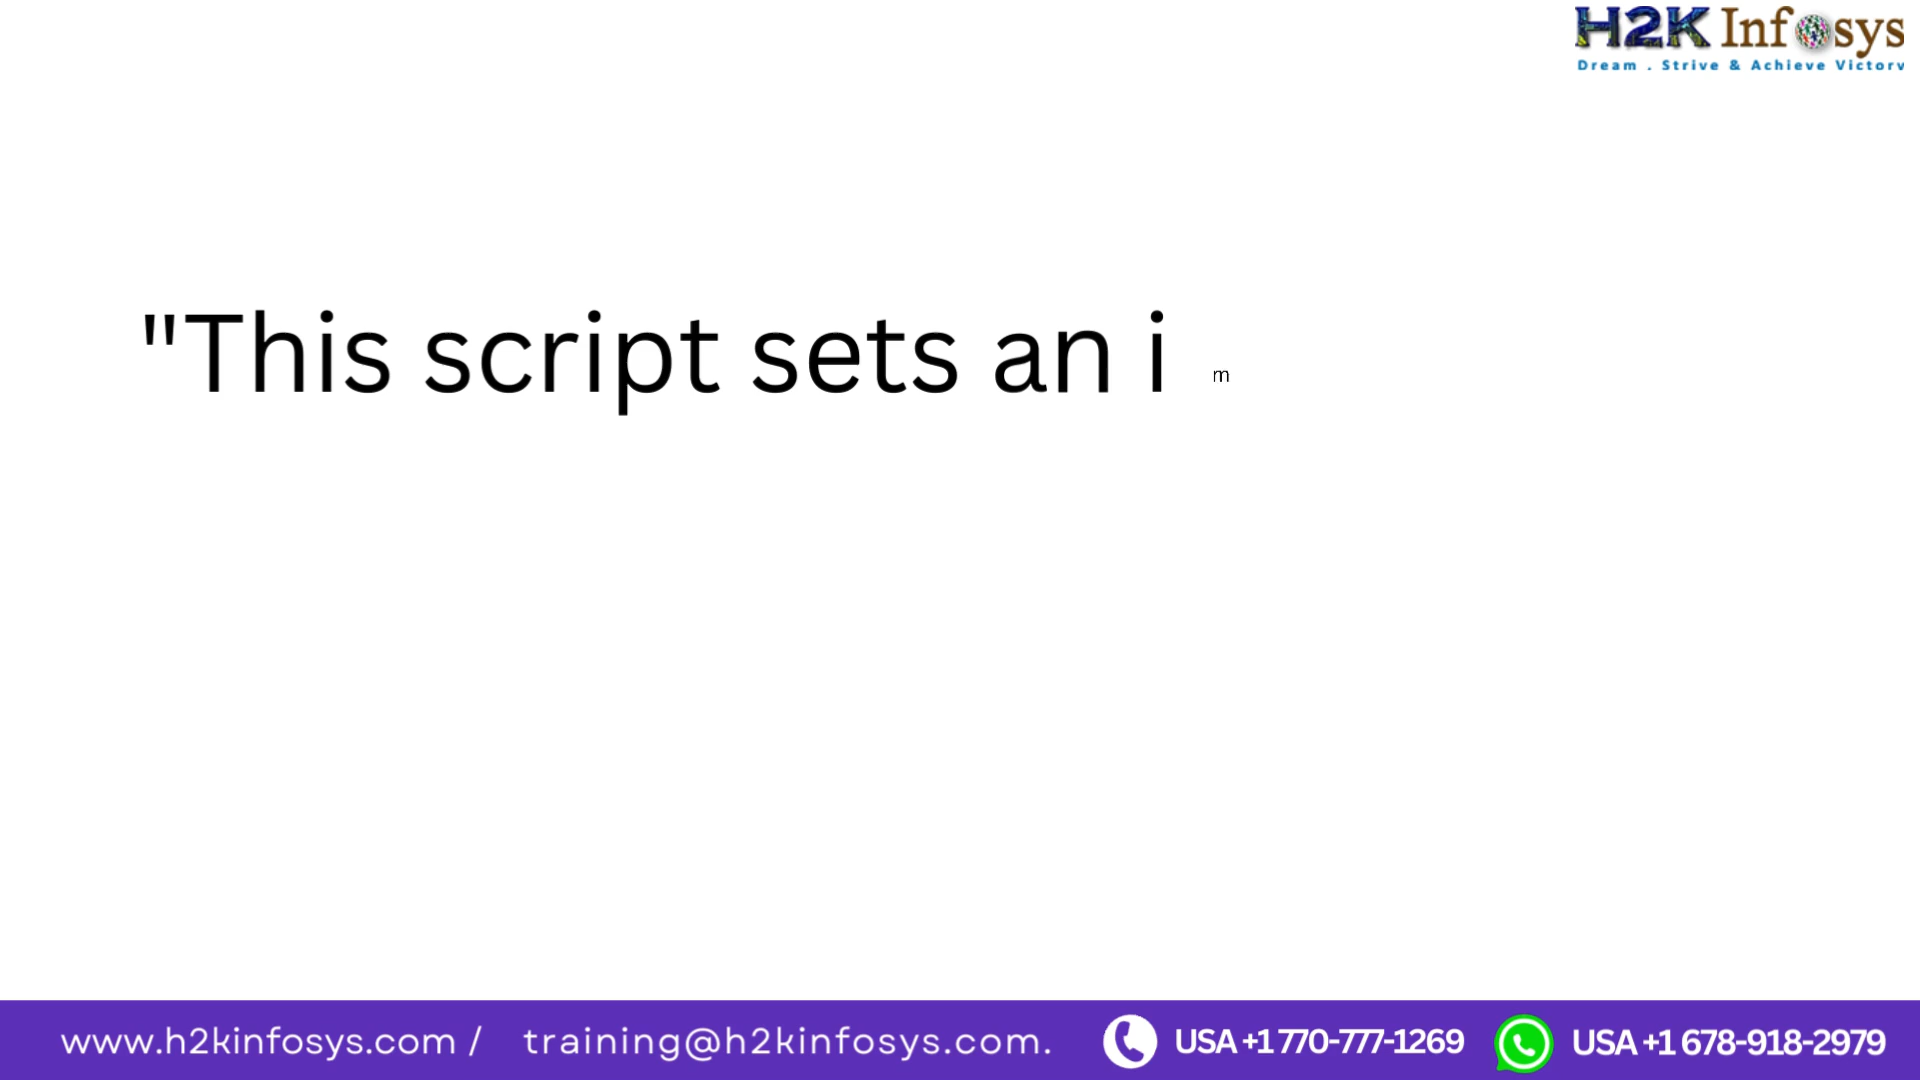 H2K Infosys
Dream . Strive & Achieve Victory
"This script sets an i m
www.h2kinfosys.com / training@h2kinfosys.com. USA +1 770-777-1269 USA +1 678-918-2979